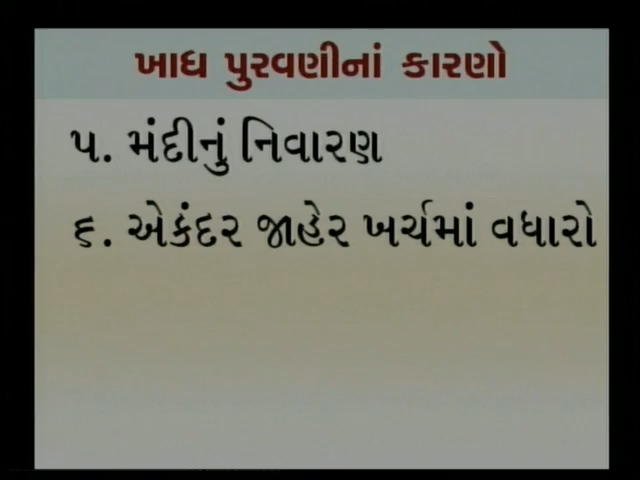 ખાધ પુરવણીનાં કારણો
૫. મંદીનું નિવારણ
૬. એકંદર જાહેર ખર્ચમાં વધારો